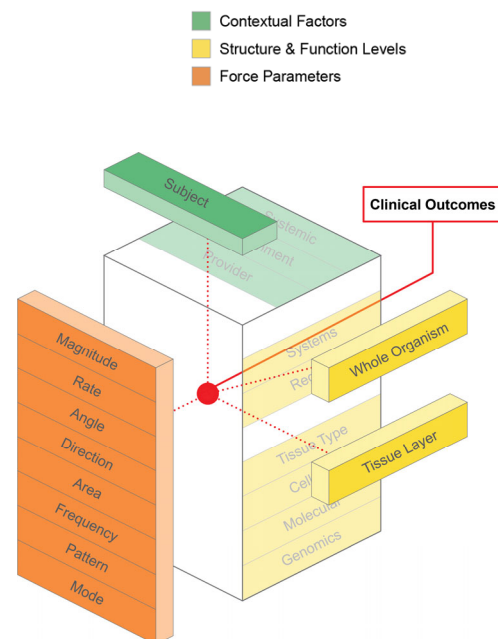 Contextual Factors
Structure & Function Levels
Force Parameters
Subject
Systemic
Provider
Clinical Outcomes
Magnitude
Rate
Angle
Direction
Area
Frequency
Pattern
Mode
Systems
Whole Organism
Tissue Type
Tissue Layer
Molecular
Genomics